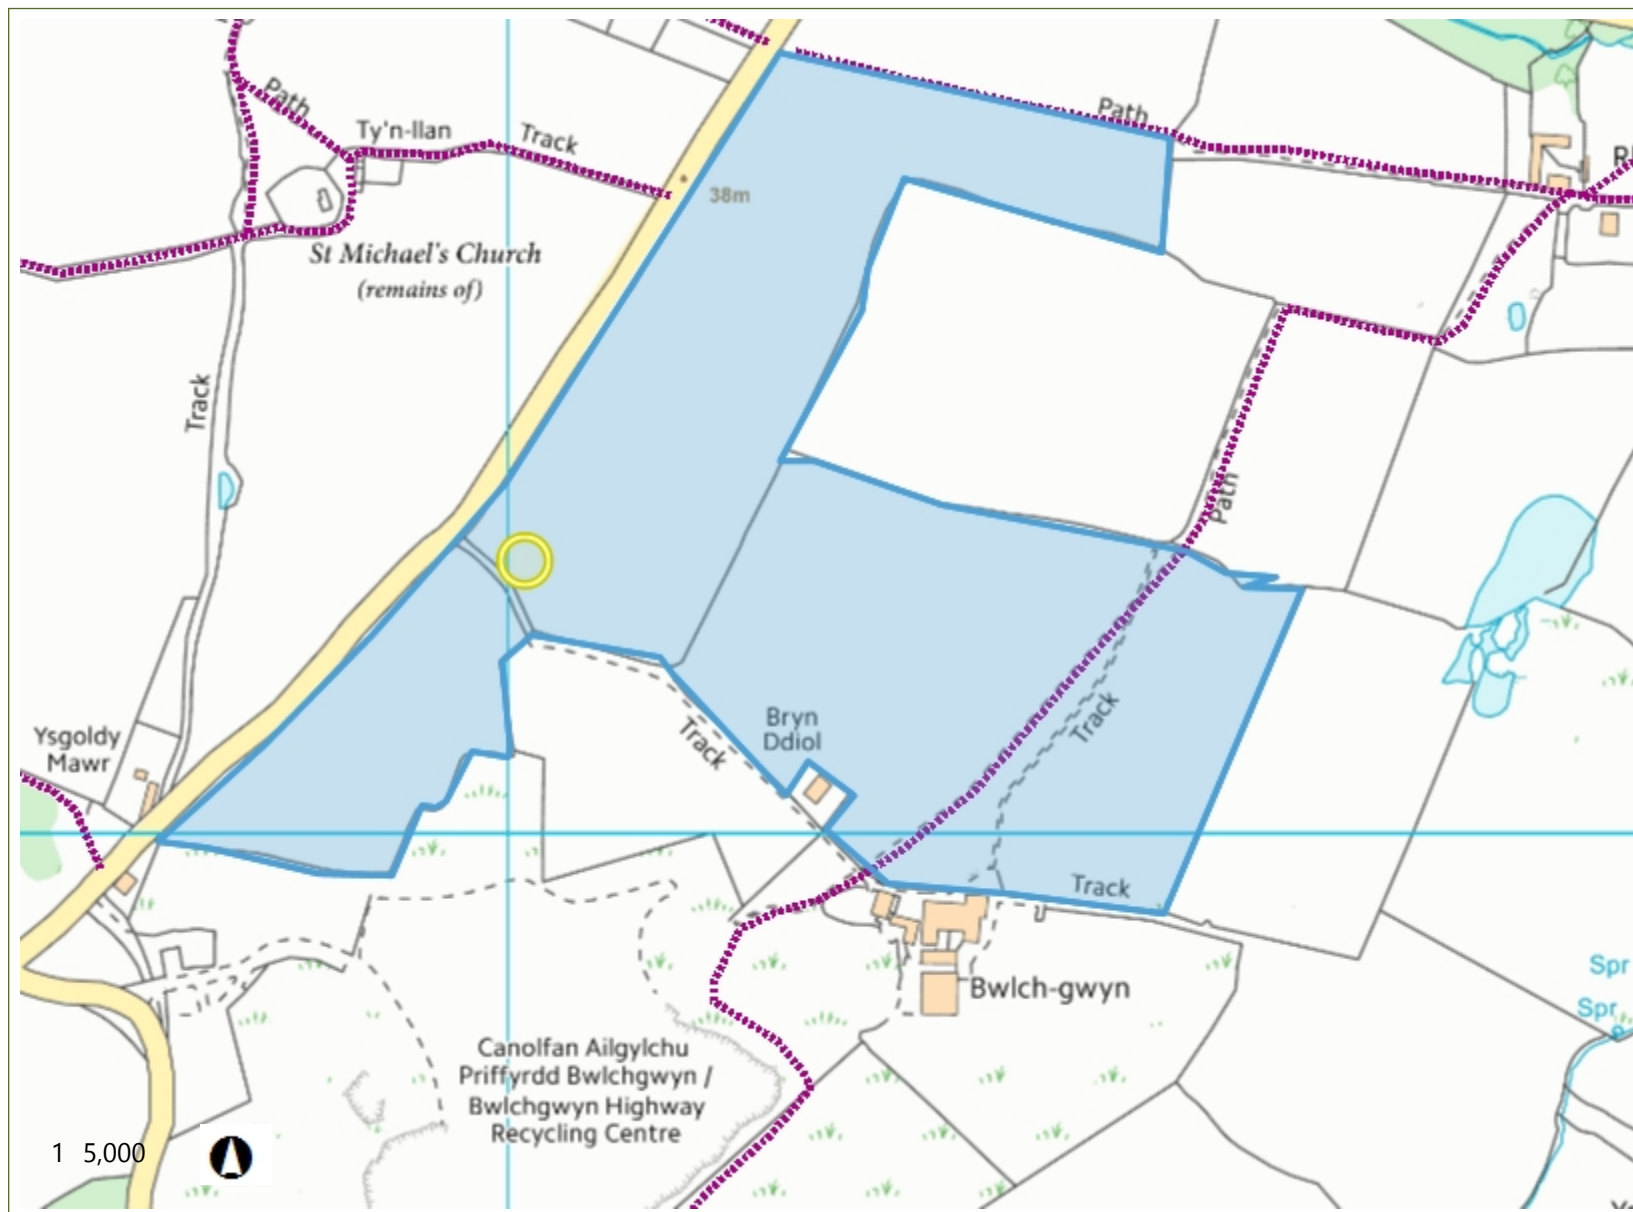 Path
Ty'n-llan
Track
Path
38m
St Michael's Church
(remains of)
Track
Path
Ysgoldy
Mawr
Track
Bryn
Ddiol
Track
Track
Bwlch-gwyn
Spr
Spr
Canolfan Ailgylchu
Priffyrdd Bwlchgwyn /
Bwlchgwyn Highway
Recycling Centre
1 5,000